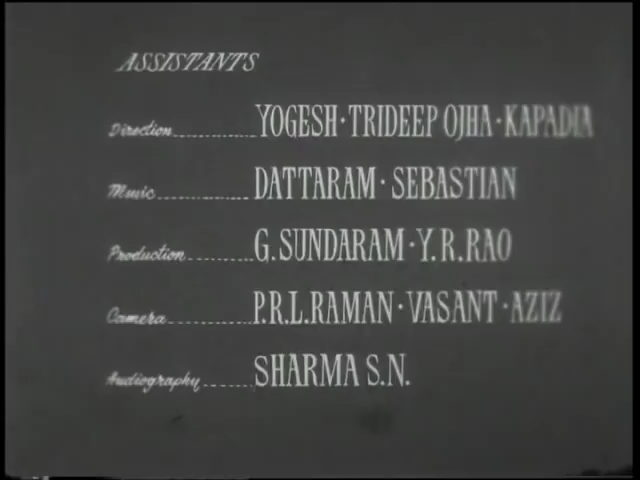 ASSISTANTS
Direction............YOGESH·TRIDEEP OJHA·KAPADIA
Music..............DATTARAM·SEBASTIAN
Production..........G.SUNDARAM·Y.R.RAO
Camera.............P.R.L.RAMAN·VASANT·AZIZ
Audiography.......SHARMA S.N.